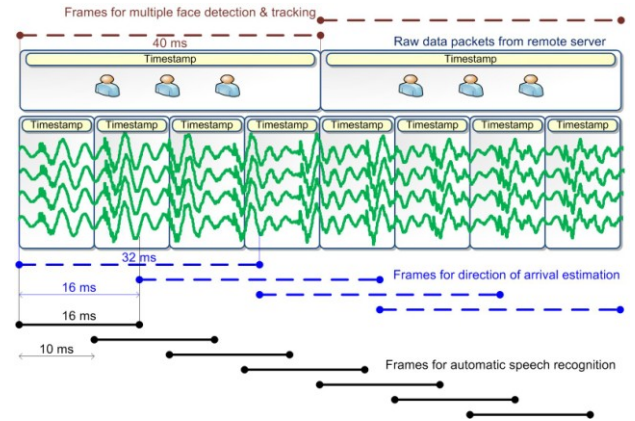 Frames for multiple face detection & tracking
40 ms
Raw data packets from remote server
Timestamp Timestamp
Timestamp Timestamp Timestamp Timestamp Timestamp Timestamp Timestamp Timestamp
32 ms
Frames for direction of arrival estimation
16 ms
16 ms
10 ms
Frames for automatic speech recognition